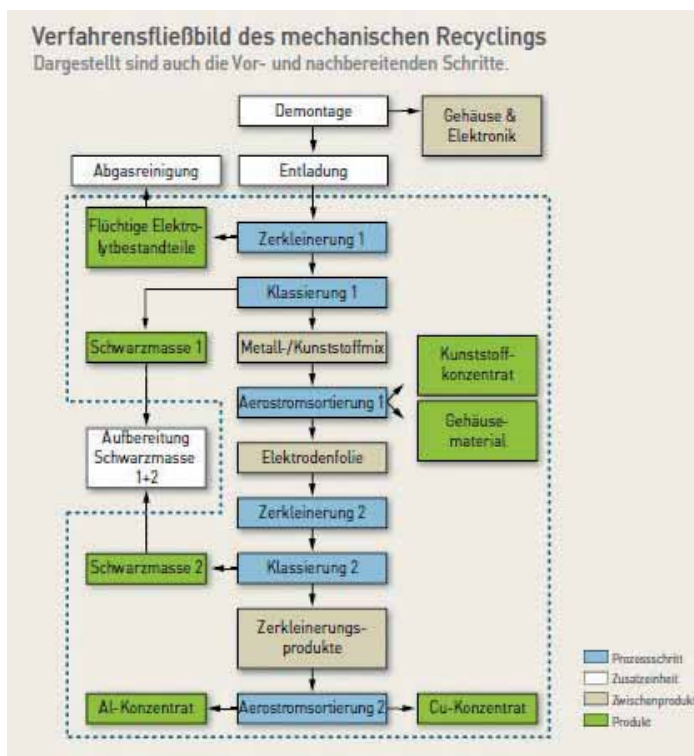 Verfahrensfließbild des mechanischen Recyclings
Dargestellt sind auch die Vor- und nachbereitenden Schritte.
Demontage
Gehäuse &
Elektronik
Abgasreinigung
Entladung
Flüchtige Elektro-
lytbestandteile
Zerkleinerung 1
Klassierung 1
Schwarzmasse 1
Metall-/Kunststoffmix
Kunststoff-
konzentrat
Aerostromsortierung 1
Gehäuse-
material
Aufbereitung
Schwarzmasse
1+2
Elektrodenfolie
Zerkleinerung 2
Schwarzmasse 2
Klassierung 2
Zerkleinerungs-
produkte
Al-Konzentrat
Aerostromsortierung 2
Cu-Konzentrat
Prozessschritt
Zusatzeinheit
Zwischenprodukt
Produkt